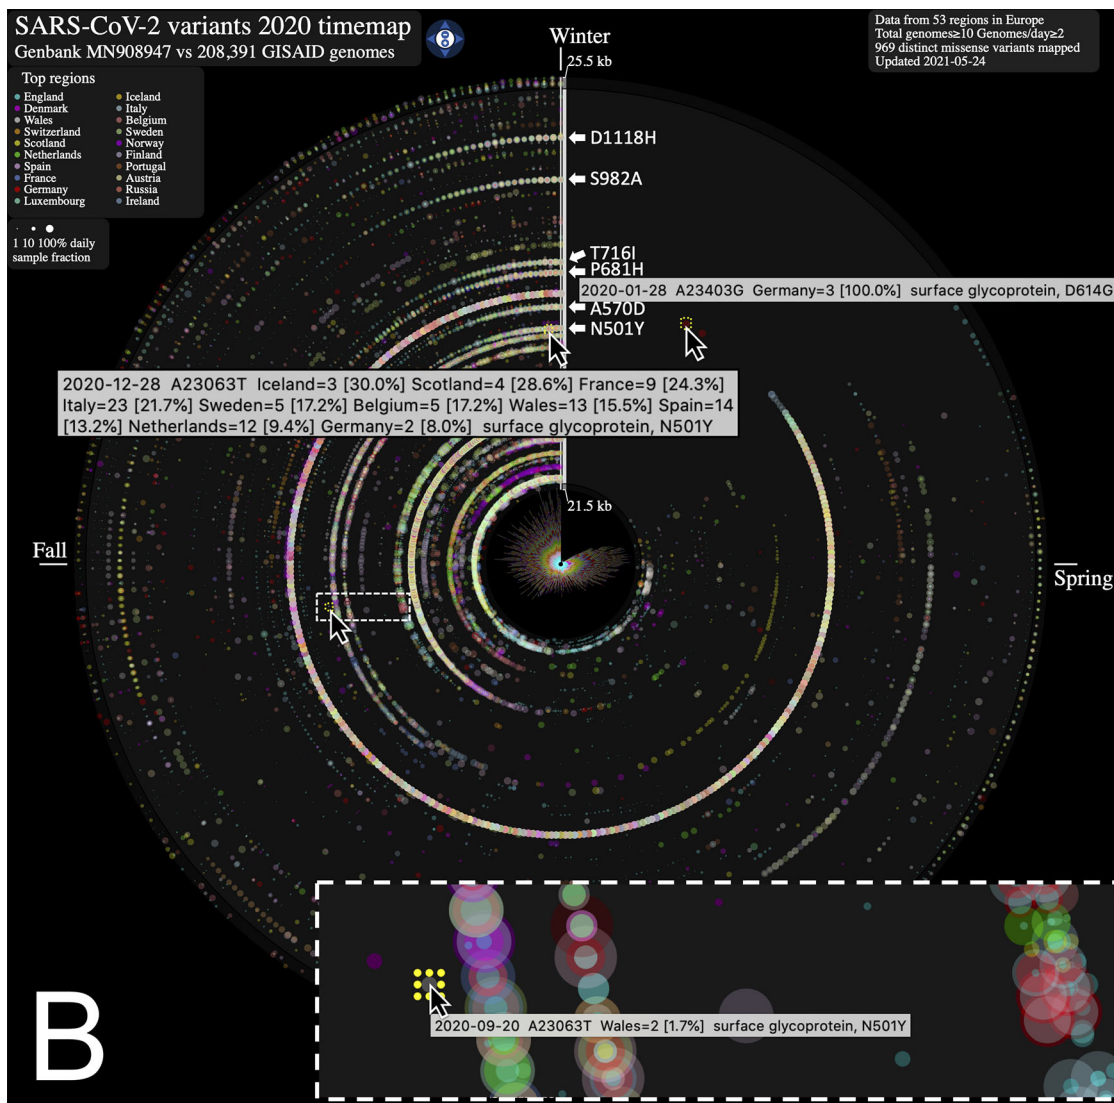 SARS-CoV-2 variants 2020 timemap
Genbank MN908947 vs 208,391 GISAID genomes
Data from 53 regions in Europe
Total genomes≥10 Genomes/day≥2
969 distinct missense variants mapped
Updated 2021-05-24
Top regions
England
Denmark
Wales
Switzerland
Scotland
Netherlands
Spain
France
Germany
Luxembourg
Iceland
Italy
Belgium
Sweden
Norway
Finland
Portugal
Austria
Russia
Ireland
1 10 100% daily
sample fraction
Winter
25.5 kb
D1118H
S982A
T716I
P681H
2020-01-28 A23403G Germany=3 [100.0%] surface glycoprotein, D614G
A570D
N501Y
2020-12-28 A23063T Iceland=3 [30.0%] Scotland=4 [28.6%] France=9 [24.3%]
Italy=23 [21.7%] Sweden=5 [17.2%] Belgium=5 [17.2%] Wales=13 [15.5%] Spain=14
[13.2%] Netherlands=12 [9.4%] Germany=2 [8.0%] surface glycoprotein, N501Y
21.5 kb
Fall
Spring
B
2020-09-20 A23063T Wales=2 [1.7%] surface glycoprotein, N501Y